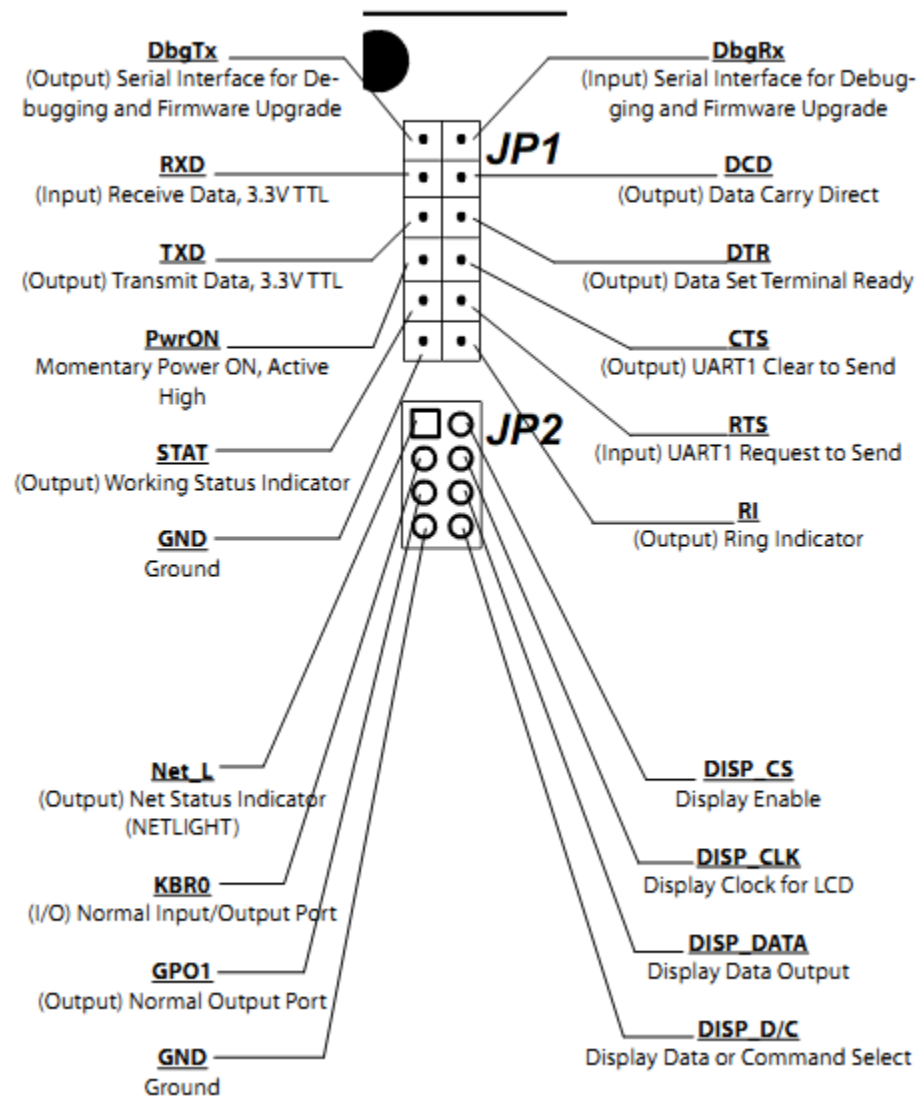 DbgTx
(Output) Serial Interface for De-
bugging and Firmware Upgrade
RXD
(Input) Receive Data, 3.3V TTL
TXD
(Output) Transmit Data, 3.3V TTL
PwrON
Momentary Power ON, Active
High
STAT
(Output) Working Status Indicator
GND
Ground
JP1
DbgRx
(Input) Serial Interface for Debug-
ging and Firmware Upgrade
DCD
(Output) Data Carry Direct
DTR
(Output) Data Set Terminal Ready
CTS
(Output) UART1 Clear to Send
RTS
(Input) UART1 Request to Send
RI
(Output) Ring Indicator
JP2
Net_L
(Output) Net Status Indicator
(NETLIGHT)
KBR0
(I/O) Normal Input/Output Port
GPO1
(Output) Normal Output Port
GND
Ground
DISP_CS
Display Enable
DISP_CLK
Display Clock for LCD
DISP_DATA
Display Data Output
DISP_D/C
Display Data or Command Select